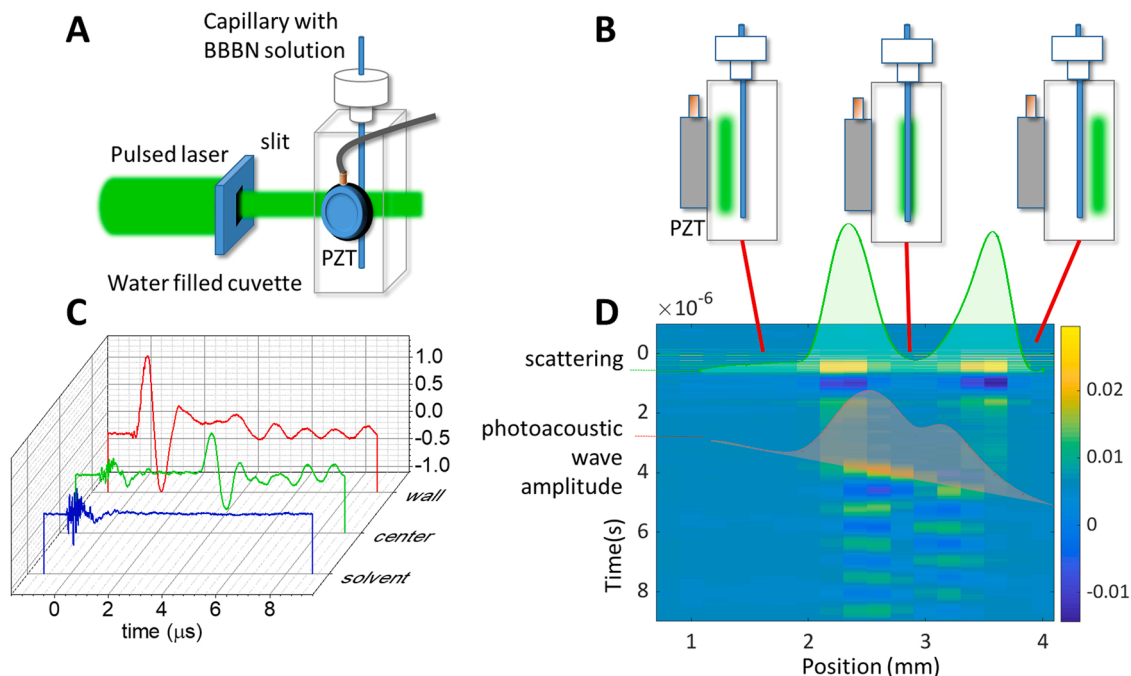 A
Capillary with
BBBN solution
slit
Pulsed laser
PZT
Water filled cuvette
B
PZT
C
1.0
0.5
0.0
-0.5
-1.0
wall
center
solvent
0 2 4 6 8
time (μs)
D
×10⁻⁶
scattering
photoacoustic
wave
amplitude
Time(s)
0
2
4
6
8
1 2 3 4
Position (mm)
0.02
0.01
0
-0.01